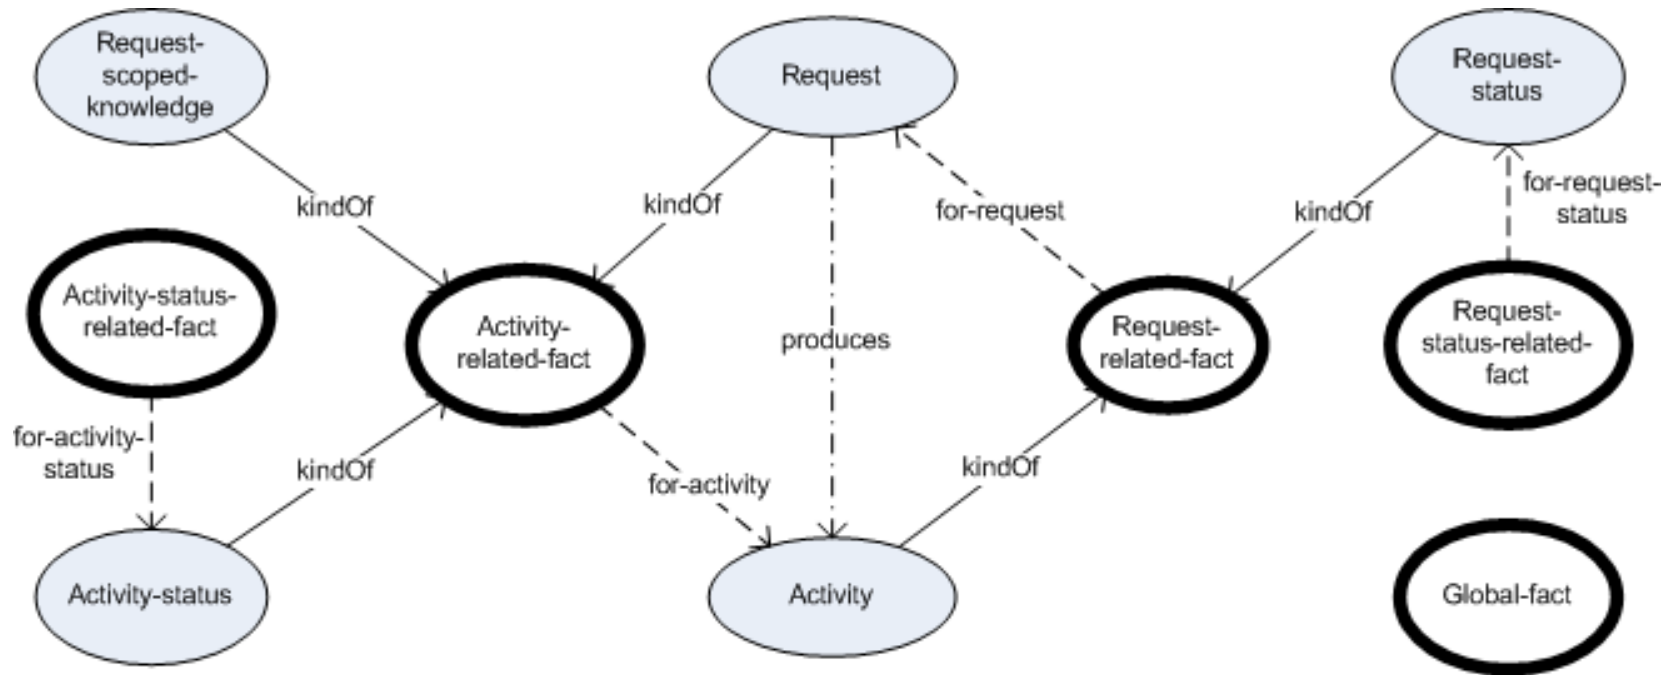 Request-
scoped-
knowledge
Request
Request-
status
kindOf
kindOf
for-request
kindOf
for-request-
status
Activity-status-
related-fact
Activity-
related-fact
produces
Request-
related-fact
Request-
status-related-
fact
for-activity-
status
kindOf
for-activity
kindOf
Activity-status
Activity
Global-fact